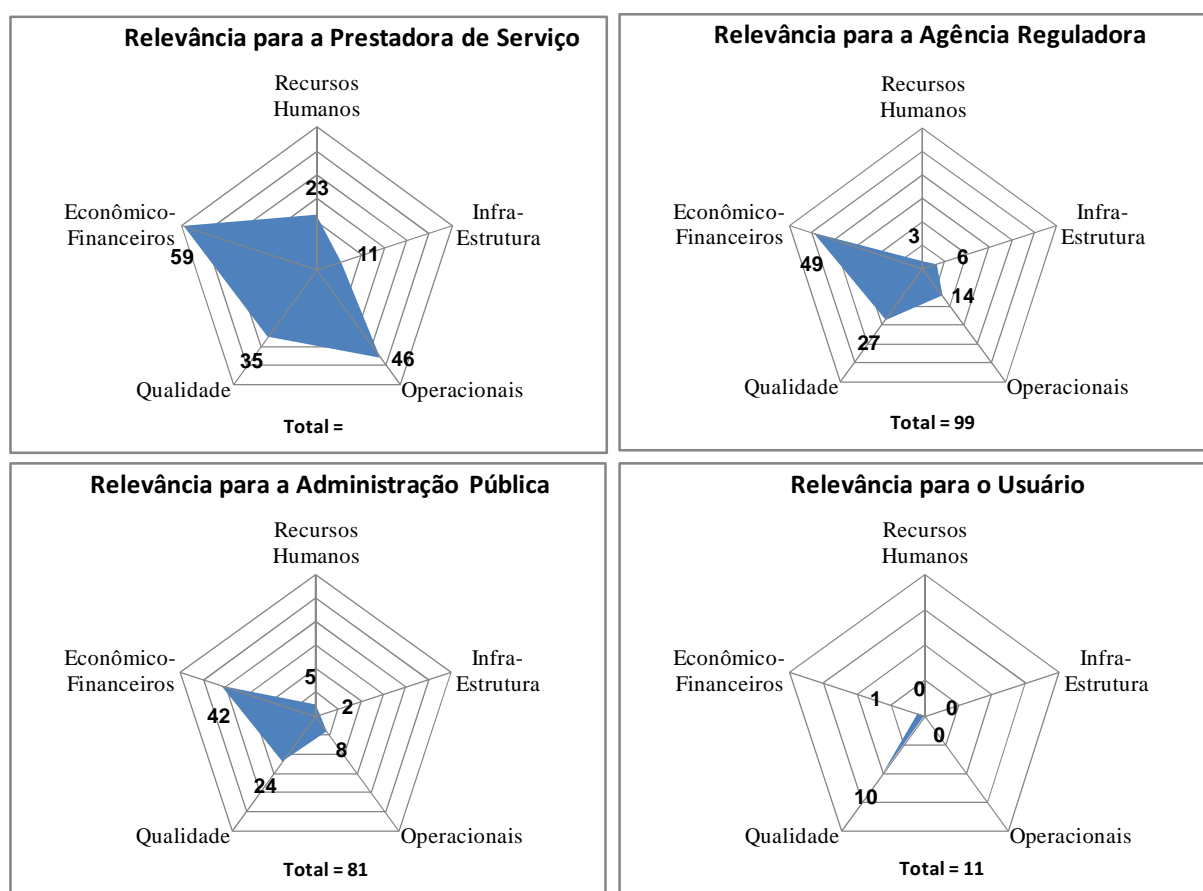 Relevância para a Prestadora de Serviço
Recursos
Humanos
23
Econômico-
Financeiros
59
Infra-
Estrutura
11
35
46
Qualidade
Operacionais
Total =
Relevância para a Agência Reguladora
Recursos
Humanos
3
Econômico-
Financeiros
49
Infra-
Estrutura
6
14
27
Qualidade
Operacionais
Total = 99
Relevância para a Administração Pública
Recursos
Humanos
5
Econômico-
Financeiros
42
Infra-
Estrutura
2
8
24
Qualidade
Operacionais
Total = 81
Relevância para o Usuário
Recursos
Humanos
0
Econômico-
Financeiros
1
Infra-
Estrutura
0
0
10
Qualidade
Operacionais
Total = 11